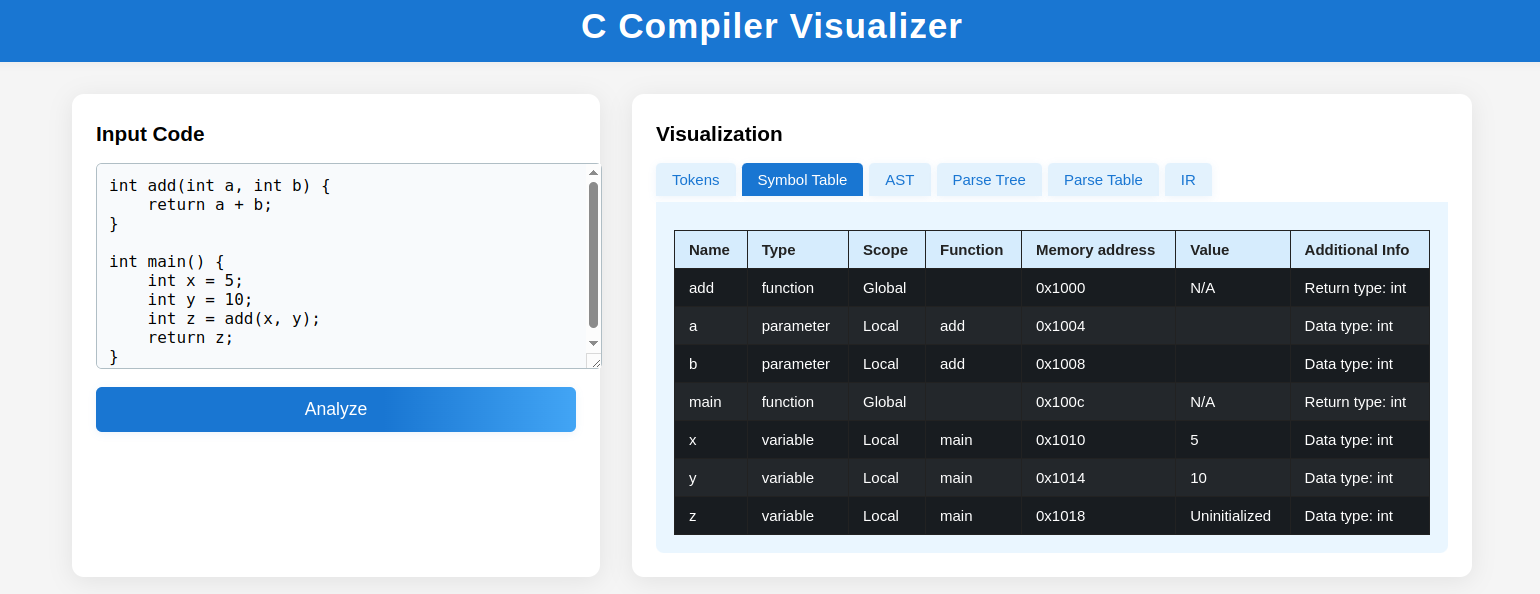 C Compiler Visualizer
Input Code
int add(int a, int b) {
    return a + b;
}
int main() {
    int x = 5;
    int y = 10;
    int z = add(x, y);
    return z;
}
Analyze
Visualization
Tokens Symbol Table AST Parse Tree Parse Table IR
Name Type Scope Function Memory address Value Additional Info
add function Global 0x1000 N/A Return type: int
a parameter Local add 0x1004 Data type: int
b parameter Local add 0x1008 Data type: int
main function Global 0x100c N/A Return type: int
x variable Local main 0x1010 5 Data type: int
y variable Local main 0x1014 10 Data type: int
z variable Local main 0x1018 Uninitialized Data type: int